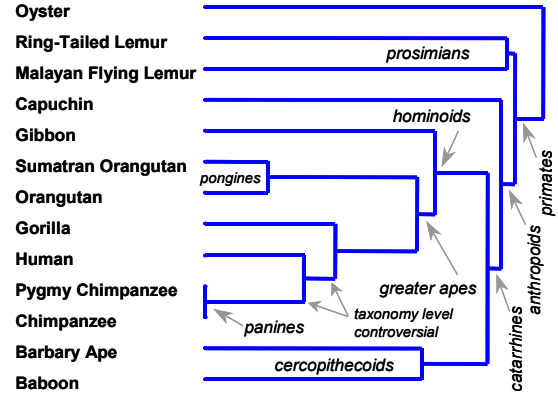 Oyster
Ring-Tailed Lemur
prosimians
Malayan Flying Lemur
Capuchin
hominoids
Gibbon
Sumatran Orangutan
pongines
Orangutan
primates
Gorilla
anthropoids
Human
greater apes
Pygmy Chimpanzee
taxonomy level
controversial
panines
Chimpanzee
catarrhines
Barbary Ape
cercopithecoids
Baboon